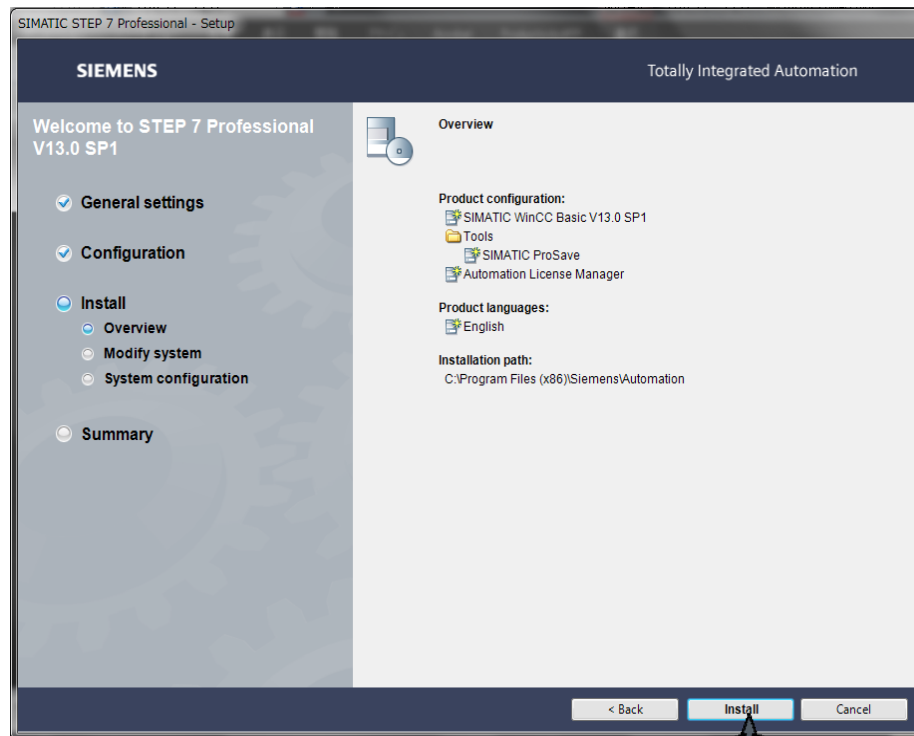 SIMATIC STEP 7 Professional - Setup
SIEMENS
Totally Integrated Automation
Welcome to STEP 7 Professional
V13.0 SP1
General settings
Configuration
Install
Overview
Modify system
System configuration
Summary
Overview
Product configuration:
SIMATIC WinCC Basic V13.0 SP1
Tools
SIMATIC ProSave
Automation License Manager
Product languages:
English
Installation path:
C:\Program Files (x86)\Siemens\Automation
< Back
Install
Cancel